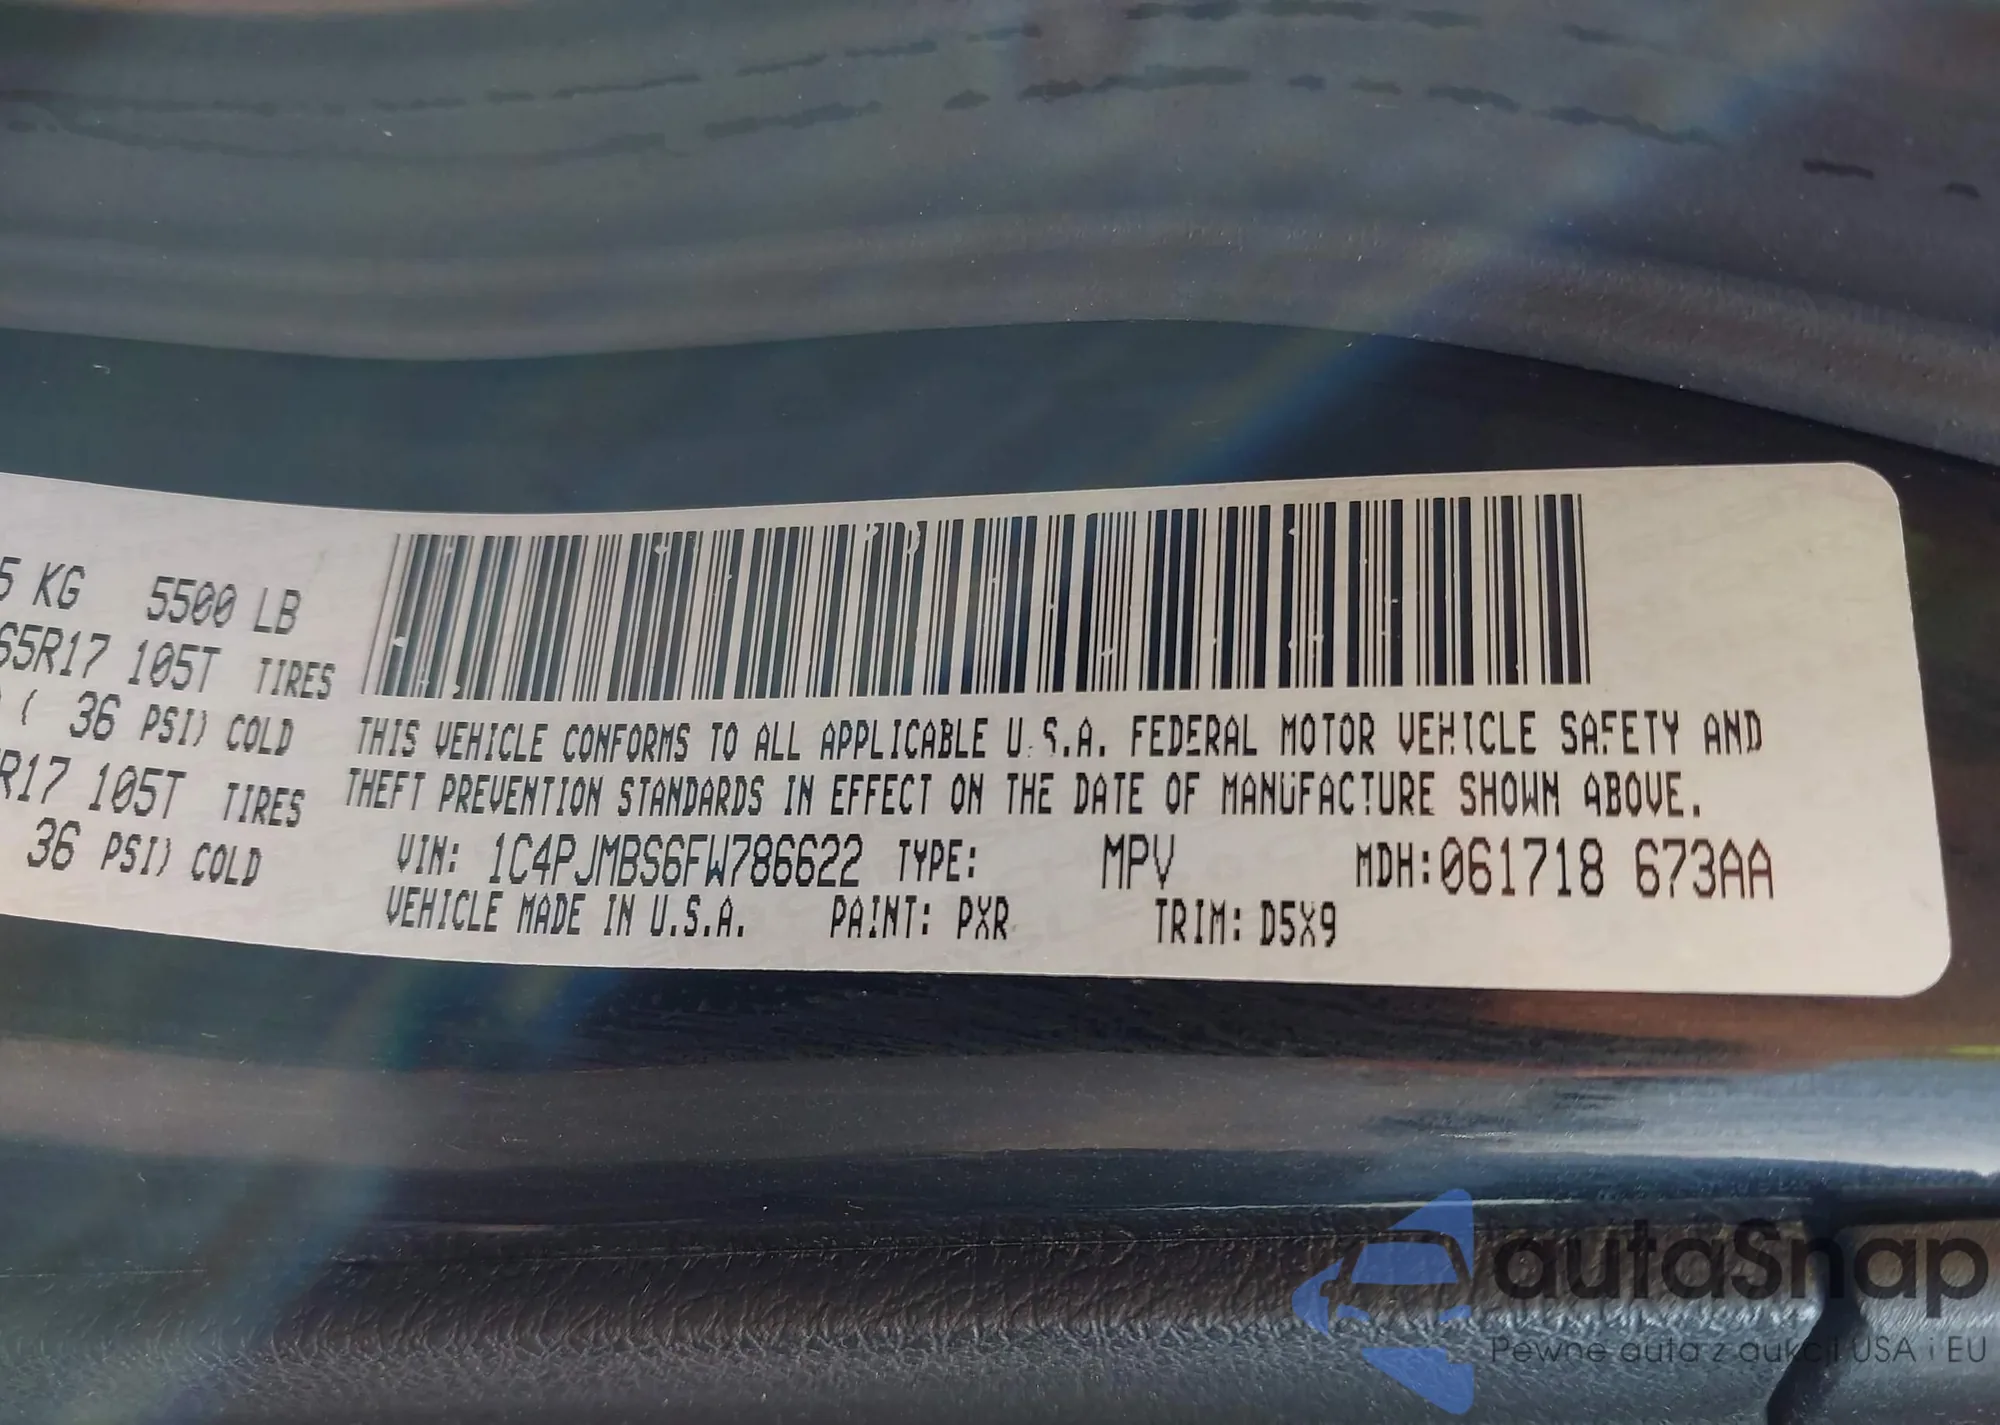 5 KG 5500 LB
65R17 105T TIRES
( 36 PSI) COLD
R17 105T TIRES
36 PSI) COLD
THIS VEHICLE CONFORMS TO ALL APPLICABLE U.S.A. FEDERAL MOTOR VEHICLE SAFETY AND
THEFT PREVENTION STANDARDS IN EFFECT ON THE DATE OF MANUFACTURE SHOWN ABOVE.
VIN: 1C4PJMBS6FW786622 TYPE: MPV MDH:061718 673AA
VEHICLE MADE IN U.S.A. PAINT: PXR TRIM: D5X9
autaSnap
Pewne auta z aukcji USA i EU